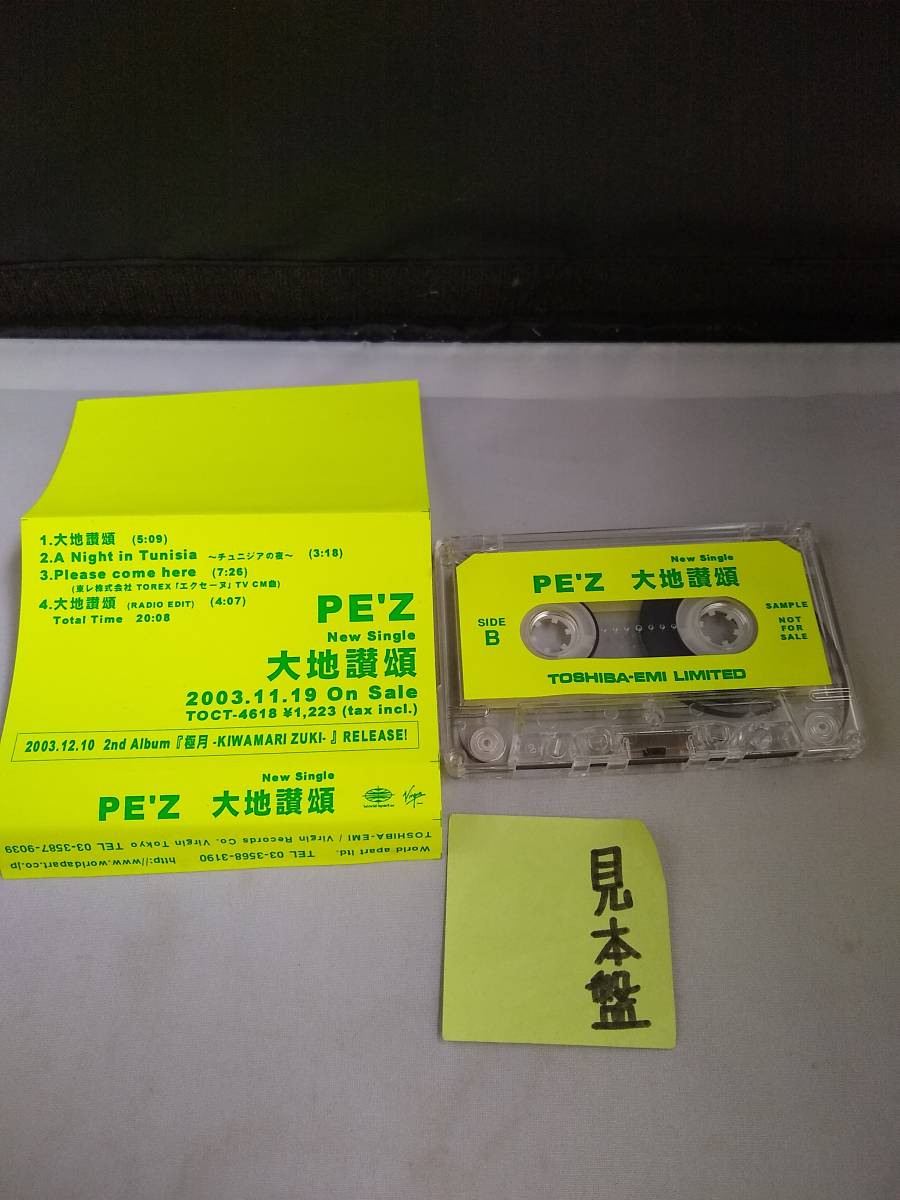 1.大地讃頌 (5:09)
2.A Night in Tunisia ～チュニジアの夜～ (3:18)
3.Please come here (7:26)
(東レ株式会社 TOREX「エクセーヌ」TV CM曲)
4.大地讃頌 (RADIO EDIT) (4:07)
Total Time 20:08
PE'Z
New Single
大地讃頌
2003.11.19 On Sale
TOCT-4618 ¥1,223 (tax incl.)
2003.12.10 2nd Album『極月 -KIWAMARI ZUKI- 』RELEASE!
New Single
PE'Z 大地讃頌
World apart ltd.
Virgin
World apart ltd. TEL 03-3568-3190 http://www.worldapart.co.jp
TOSHIBA-EMI / Virgin Records Co. Virgin Tokyo TEL 03-3587-9039
New Single
PE'Z 大地讃頌
SIDE
B
SAMPLE
NOT
FOR
SALE
TOSHIBA-EMI LIMITED
見本盤